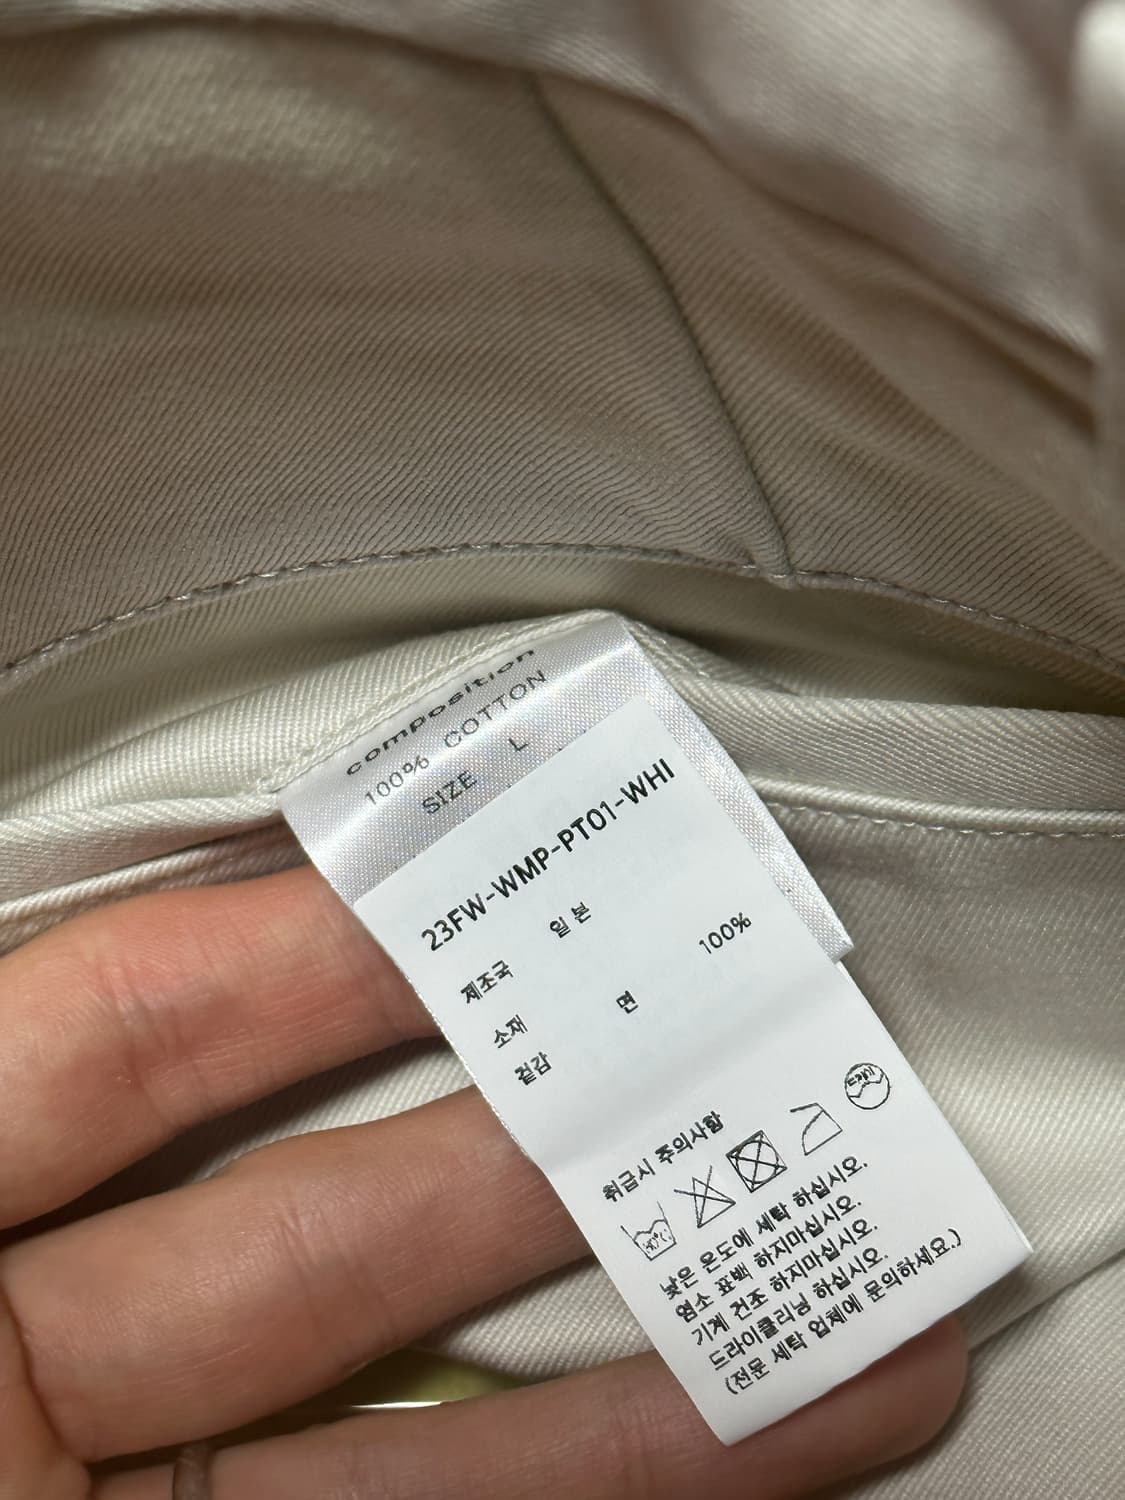 composition
100% COTTON
SIZE L
23FW-WMP-PT01-WHI
제조국 일본
소재
겉감 면 100%
취급시 주의사항
40°C
드라이
낮은 온도에 세탁 하십시오.
염소 표백 하지마십시오.
기계 건조 하지마십시오.
드라이클리닝 하십시오.
(전문 세탁 업체에 문의하세요.)